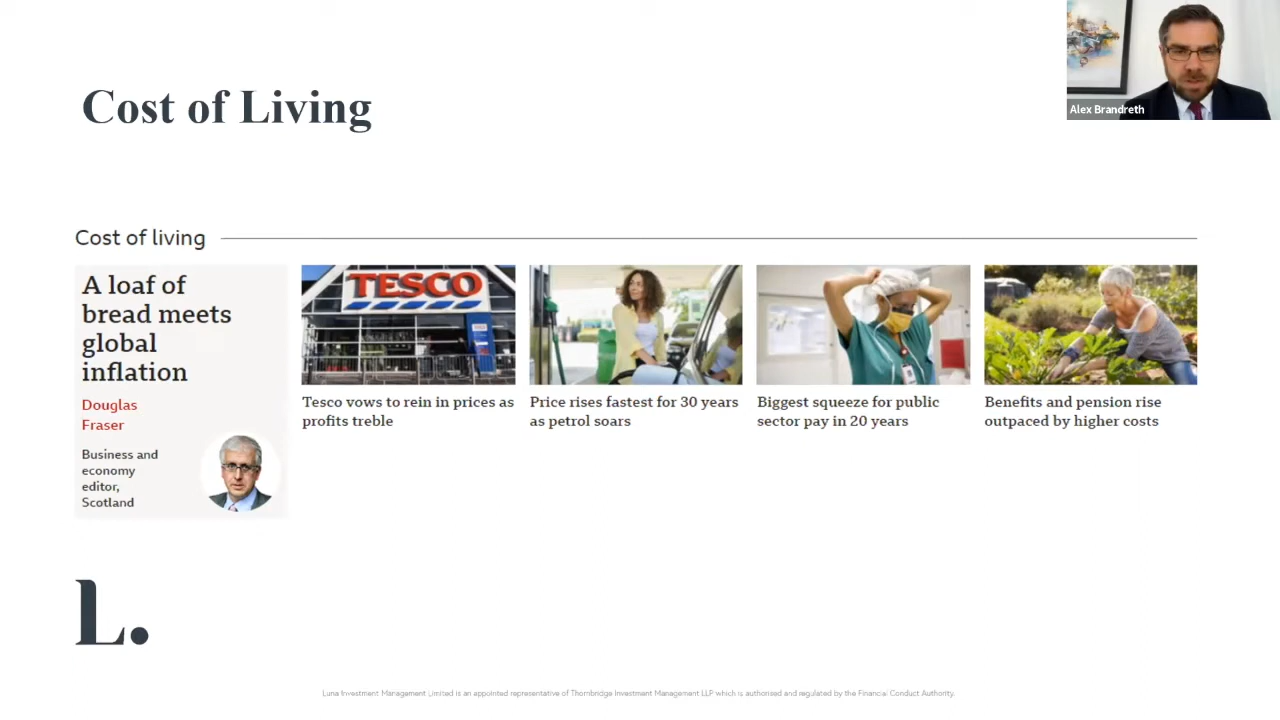 Alex Brandreth
Cost of Living
Cost of living
A loaf of
bread meets
global
inflation
Douglas
Fraser
Business and
economy
editor,
Scotland
TESCO
Tesco vows to rein in prices as
profits treble
Price rises fastest for 30 years
as petrol soars
Biggest squeeze for public
sector pay in 20 years
Benefits and pension rise
outpaced by higher costs
L.
Luna Investment Management Limited is an appointed representative of Thornbridge Investment Management LLP which is authorised and regulated by the Financial Conduct Authority.